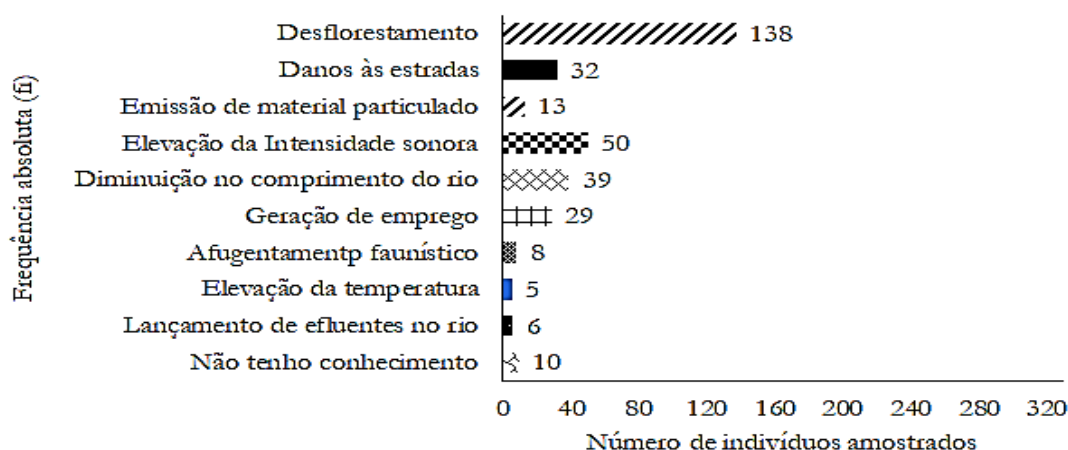 Desflorestamento 138
Danos às estradas 32
Emissão de material particulado 13
Elevação da Intensidade sonora 50
Diminuição no comprimento do rio 39
Geração de emprego 29
Afugentamentp faunístico 8
Elevação da temperatura 5
Lançamento de efluentes no rio 6
Não tenho conhecimento 10
Frequência absoluta (fi)
0 40 80 120 160 200 240 280 320
Número de indivíduos amostrados